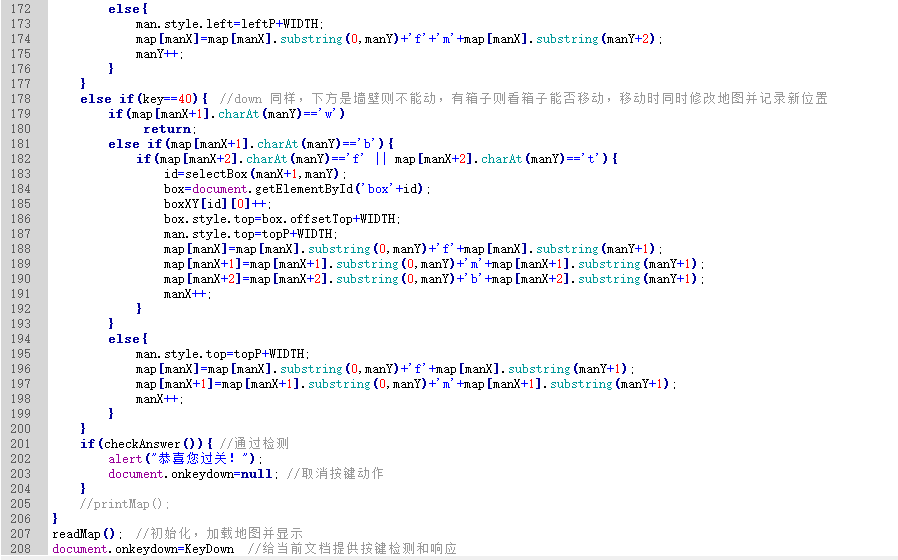 172 else{
173 man.style.left=leftP+WIDTH;
174 map[manX]=map[manX].substring(0,manY)+'f'+'m'+map[manX].substring(manY+2);
175 manY++;
176 }
177 }
178 else if(key==40){ //down 同样，下方是墙壁则不能动，有箱子则看箱子能否移动，移动时同时修改地图并记录新位置
179 if(map[manX+1].charAt(manY)=='w')
180 return;
181 else if(map[manX+1].charAt(manY)=='b'){
182 if(map[manX+2].charAt(manY)=='f' || map[manX+2].charAt(manY)=='t'){
183 id=selectBox(manX+1,manY);
184 box=document.getElementById('box'+id);
185 boxXY[id][0]++;
186 box.style.top=box.offsetTop+WIDTH;
187 man.style.top=topP+WIDTH;
188 map[manX]=map[manX].substring(0,manY)+'f'+map[manX].substring(manY+1);
189 map[manX+1]=map[manX+1].substring(0,manY)+'m'+map[manX+1].substring(manY+1);
190 map[manX+2]=map[manX+2].substring(0,manY)+'b'+map[manX+2].substring(manY+1);
191 manX++;
192 }
193 }
194 else{
195 man.style.top=topP+WIDTH;
196 map[manX]=map[manX].substring(0,manY)+'f'+map[manX].substring(manY+1);
197 map[manX+1]=map[manX+1].substring(0,manY)+'m'+map[manX+1].substring(manY+1);
198 manX++;
199 }
200 }
201 if(checkAnswer()){ //通过检测
202 alert("恭喜您过关！");
203 document.onkeydown=null; //取消按键动作
204 }
205 //printMap();
206 }
207 readMap(); //初始化，加载地图并显示
208 document.onkeydown=KeyDown //给当前文档提供按键检测和响应